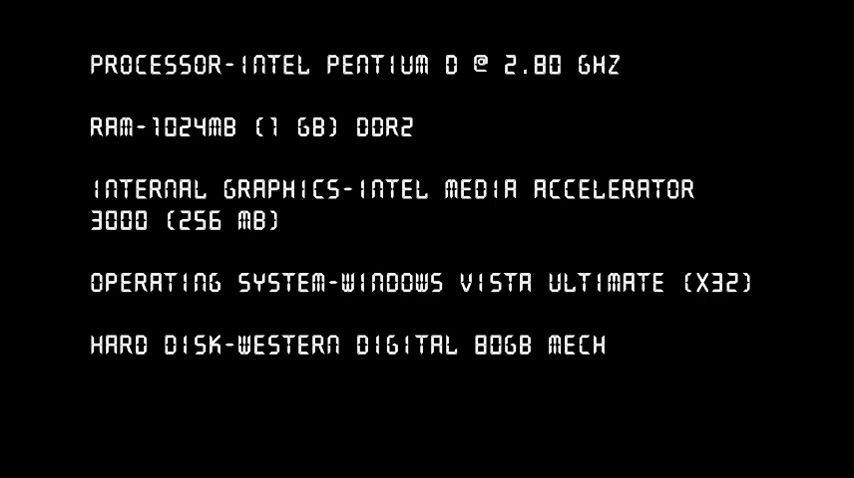 PROCESSOR-INTEL PENTIUM D @ 2.80 GHZ
RAM-1024MB (1 GB) DDR2
INTERNAL GRAPHICS-INTEL MEDIA ACCELERATOR
3000 (256 MB)
OPERATING SYSTEM-WINDOWS VISTA ULTIMATE (X32)
HARD DISK-WESTERN DIGITAL 80GB MECH